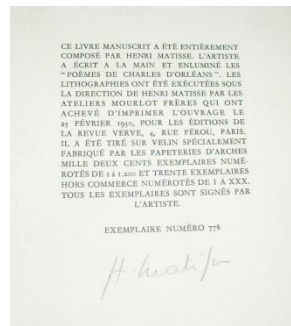 CE LIVRE MANUSCRIT A ÉTÉ ENTIÈREMENT
COMPOSÉ PAR HENRI MATISSE. L'ARTISTE
A ÉCRIT A LA MAIN ET ENLUMINÉ LES
"POÈMES DE CHARLES D'ORLÉANS". LES
LITHOGRAPHIES ONT ÉTÉ EXÉCUTÉES SOUS
LA DIRECTION DE HENRI MATISSE PAR LES
ATELIERS MOURLOT FRÈRES QUI ONT
ACHEVÉ D'IMPRIMER L'OUVRAGE LE
25 FÉVRIER 1950, POUR LES ÉDITIONS DE
LA REVUE VERVE, 4, RUE FÉROU, PARIS.
IL A ÉTÉ TIRÉ SUR VELIN SPÉCIALEMENT
FABRIQUÉ PAR LES PAPETERIES D'ARCHES
MILLE DEUX CENTS EXEMPLAIRES NUMÉ-
ROTÉS DE 1 à 1.200 ET TRENTE EXEMPLAIRES
HORS COMMERCE NUMÉROTÉS DE I A XXX.
TOUS LES EXEMPLAIRES SONT SIGNÉS PAR
L'ARTISTE.
EXEMPLAIRE NUMÉRO 778
H. Matisse